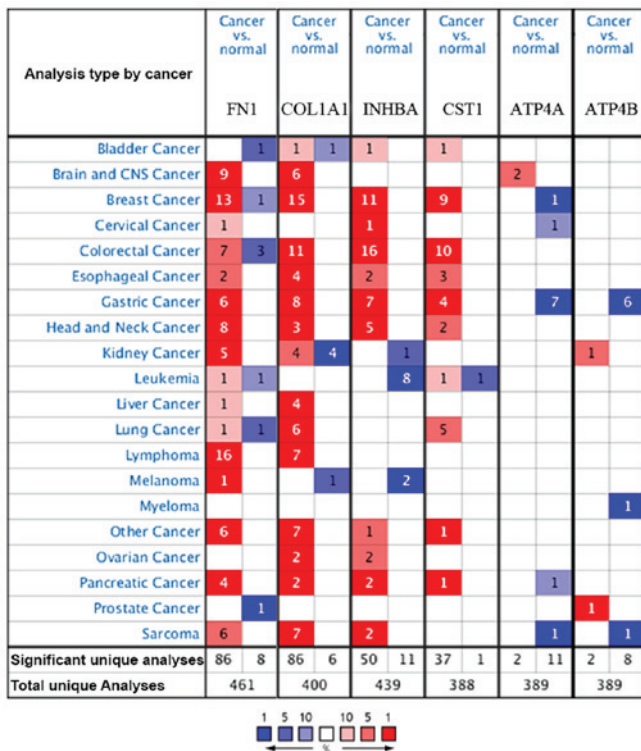 Analysis type by cancer
Cancer vs. normal Cancer vs. normal Cancer vs. normal Cancer vs. normal Cancer vs. normal Cancer vs. normal
FN1 COL1A1 INHBA CST1 ATP4A ATP4B
Bladder Cancer 1 1 1 1 1
Brain and CNS Cancer 9 6 2
Breast Cancer 13 1 15 11 9 1
Cervical Cancer 1 1 1
Colorectal Cancer 7 3 11 16 10
Esophageal Cancer 2 4 2 3
Gastric Cancer 6 8 7 4 7 6
Head and Neck Cancer 8 3 5 2
Kidney Cancer 5 4 4 1 1
Leukemia 1 1 8 1 1
Liver Cancer 1 4
Lung Cancer 1 1 6 5
Lymphoma 16 7
Melanoma 1 1 2
Myeloma 1
Other Cancer 6 7 1 1
Ovarian Cancer 2 2
Pancreatic Cancer 4 2 2 1 1
Prostate Cancer 1 1
Sarcoma 6 7 2 1 1
Significant unique analyses 86 8 86 6 50 11 37 1 2 11 2 8
Total unique Analyses 461 400 439 388 389 389
1 5 10 10 5 1
%